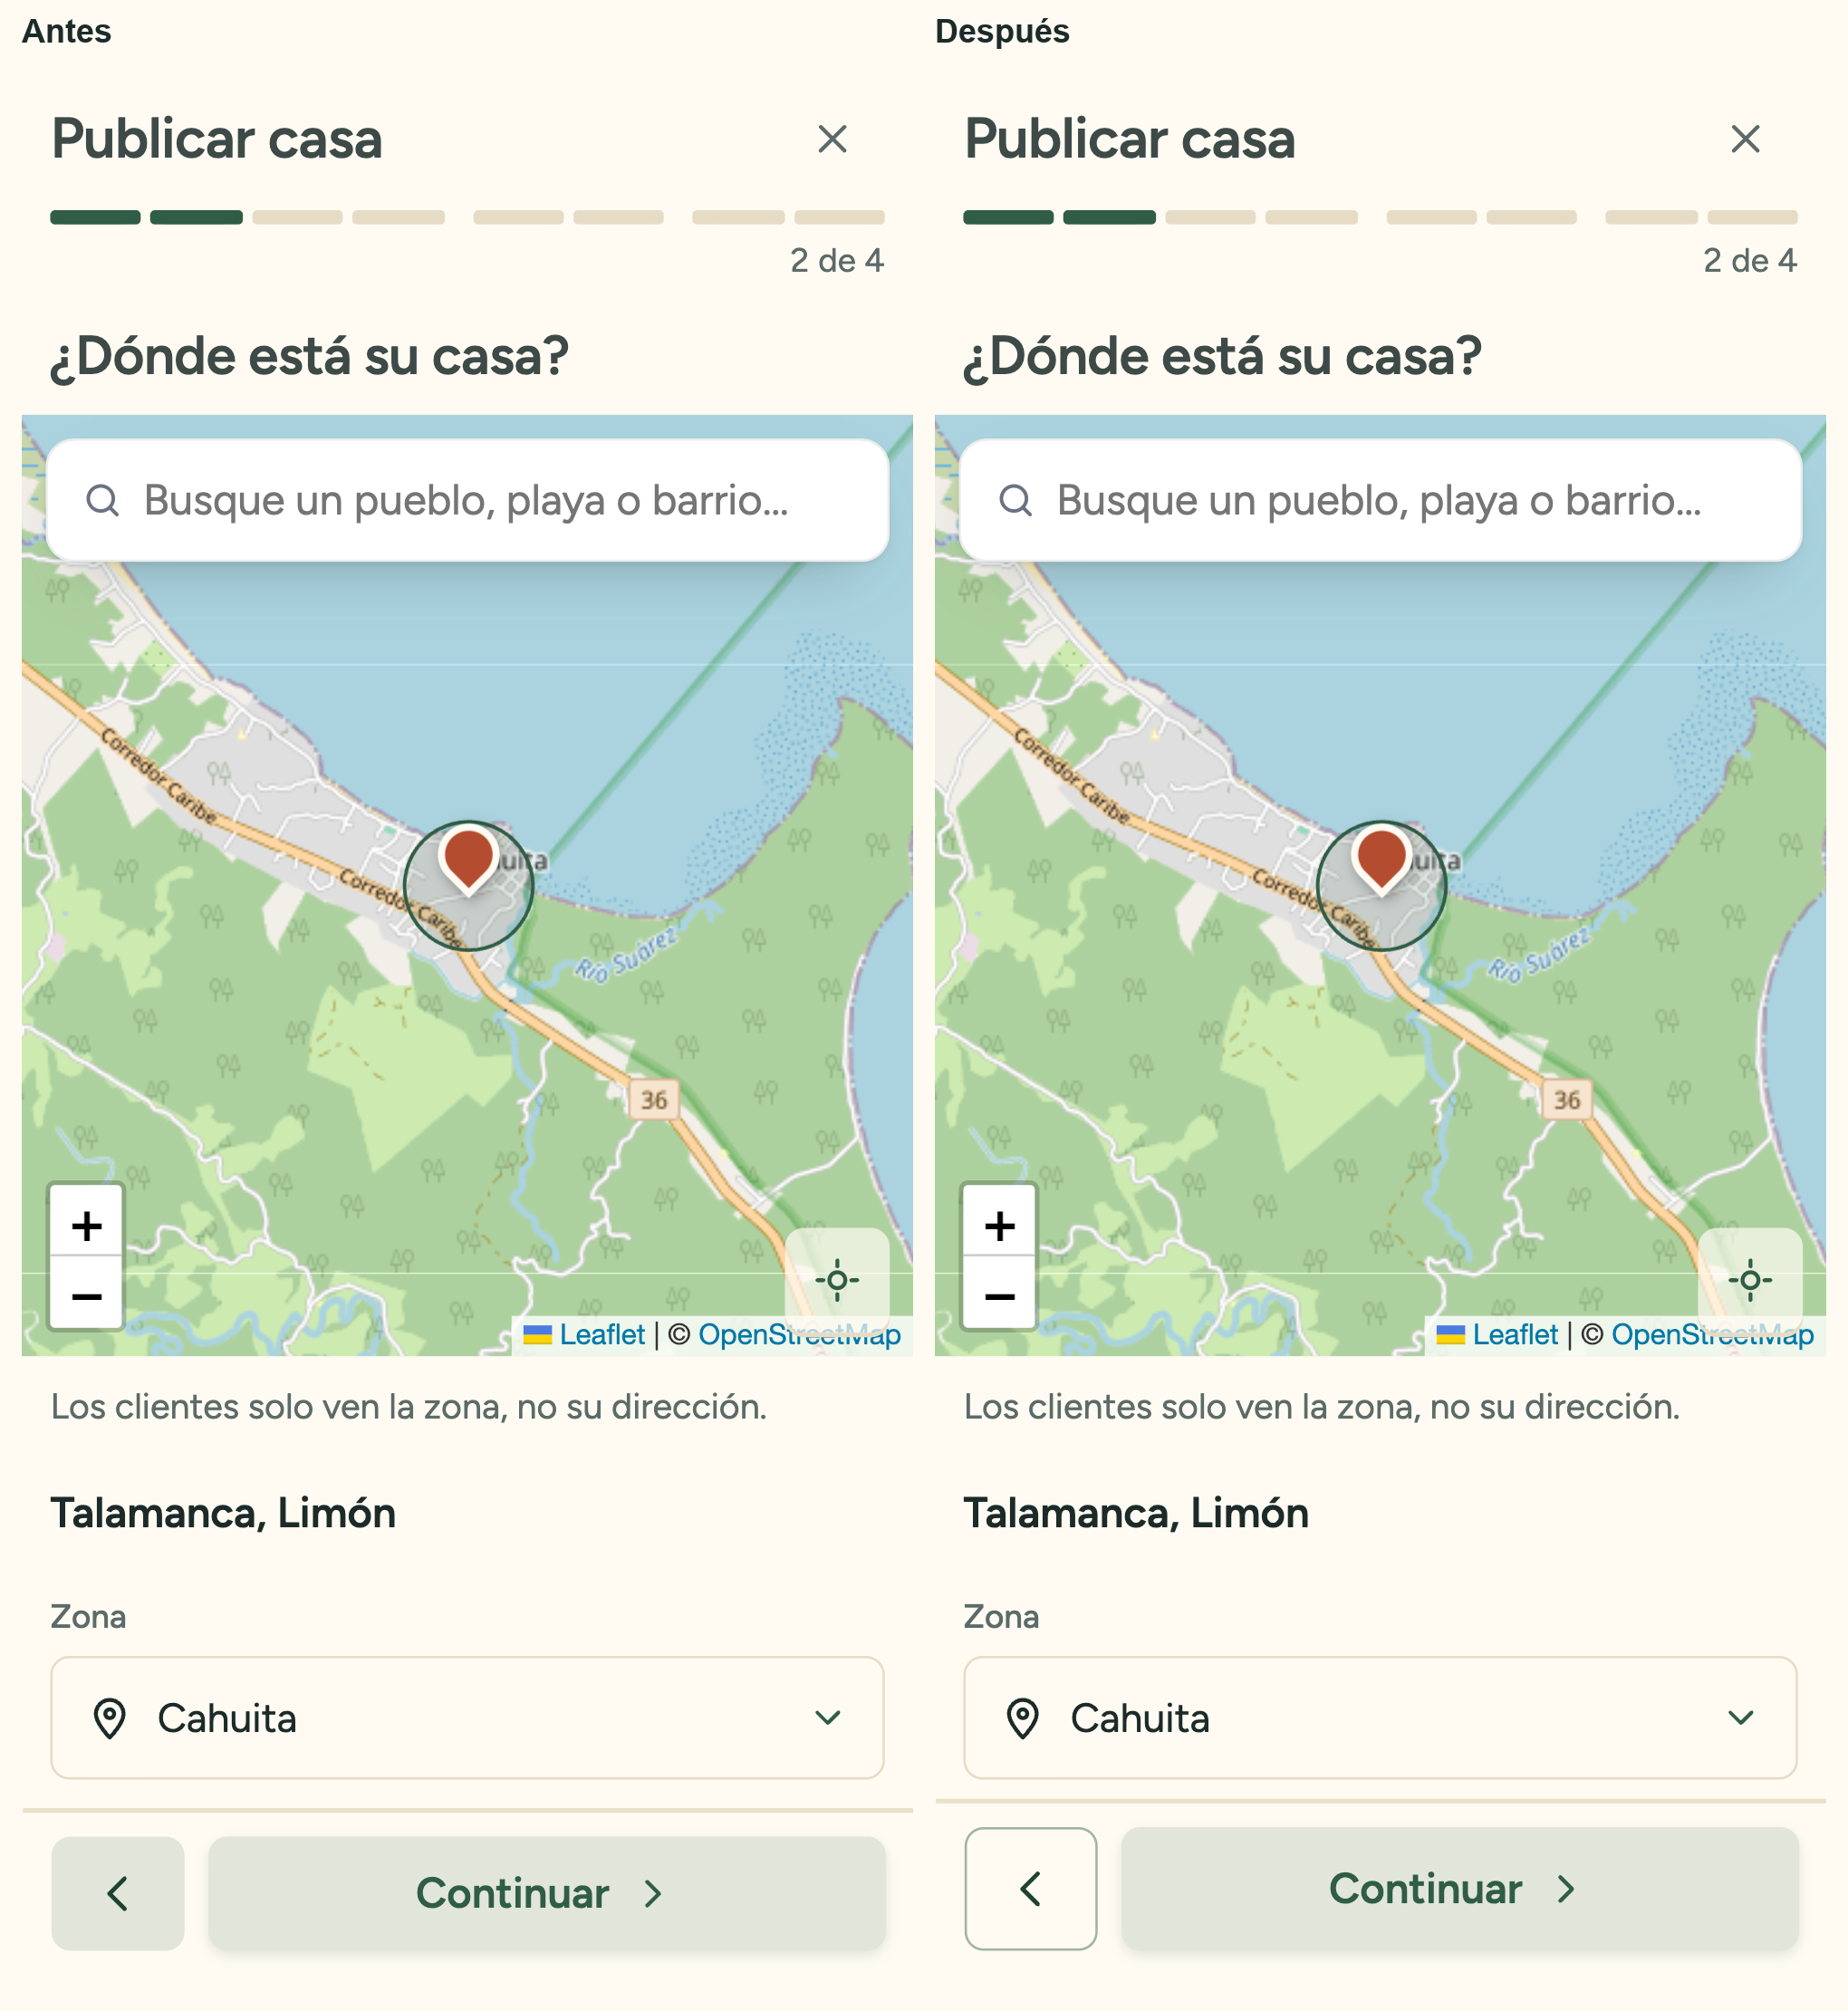 Antes
Publicar casa
2 de 4
¿Dónde está su casa?
Busque un pueblo, playa o barrio...
Corredor Caribe
Corredor Caribe
Río Suárez
36
+
−
Leaflet | © OpenStreetMap
Los clientes solo ven la zona, no su dirección.
Talamanca, Limón
Zona
Cahuita
Continuar
Después
Publicar casa
2 de 4
¿Dónde está su casa?
Busque un pueblo, playa o barrio...
Corredor Caribe
Corredor Caribe
Río Suárez
36
+
−
Leaflet | © OpenStreetMap
Los clientes solo ven la zona, no su dirección.
Talamanca, Limón
Zona
Cahuita
Continuar